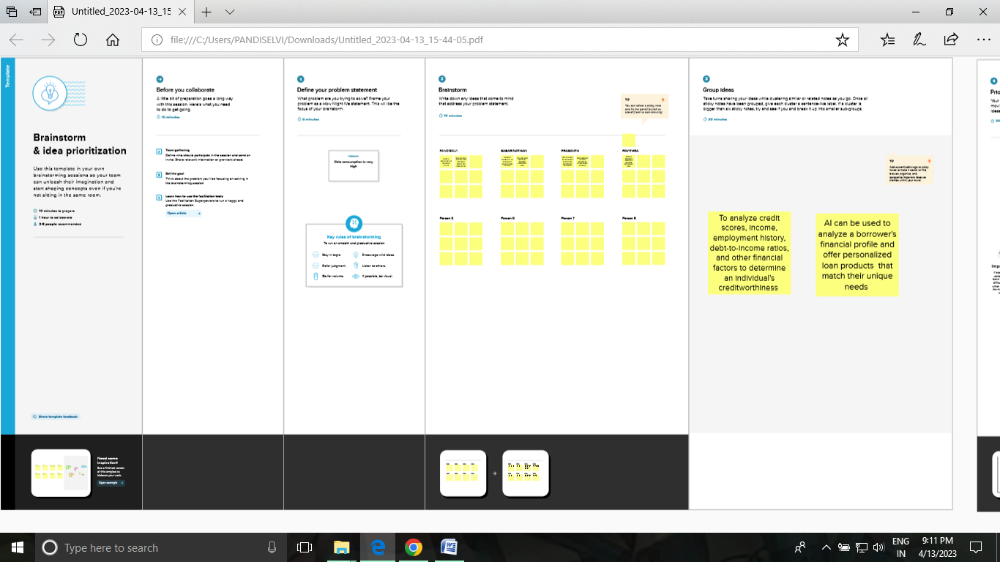 Untitled_2023-04-13_15
file:///C:/Users/PANDISELVI/Downloads/Untitled_2023-04-13_15-44-05.pdf
Template
Brainstorm
& idea prioritization
Use this template in your own
brainstorming sessions so your team
can unleash their imagination and
start shaping concepts even if you're
not sitting in the same room.
10 minutes to prepare
1 hour to collaborate
2-8 people recommended
Share template feedback
Need some
inspiration?
See a finished version
of this template to
kickstart your work.
Open example
Before you collaborate
A little bit of preparation goes a long way
with this session. Here's what you need
to do to get going.
10 minutes
Team gathering
Define who should participate in the session and send an
invite. Share relevant information or pre-work ahead.
Set the goal
Think about the problem you'll be focusing on solving in
the brainstorming session.
Learn how to use the facilitation tools
Use the Facilitation Superpowers to run a happy and
productive session.
Open article
1
Define your problem statement
What problem are you trying to solve? Frame your
problem as a How Might We statement. This will be the
focus of your brainstorm.
5 minutes
PROBLEM
Data consumption is very
high
Key rules of brainstorming
To run an smooth and productive session
Stay in topic.
Encourage wild ideas.
Defer judgment.
Listen to others.
Go for volume.
If possible, be visual.
2
Brainstorm
Write down any ideas that come to mind
that address your problem statement.
10 minutes
TIP
You can select a sticky note
and hit the pencil [switch to
sketch] icon to start drawing!
PANDISELVI
SABARINATHAN
PRASANTH
PAVITHRA
Person 5
Person 6
Person 7
Person 8
3
Group ideas
Take turns sharing your ideas while clustering similar or related notes as you go. Once all
sticky notes have been grouped, give each cluster a sentence-like label. If a cluster is
bigger than six sticky notes, try and see if you and break it up into smaller sub-groups.
20 minutes
TIP
Add customizable tags to sticky
notes to make it easier to find,
browse, organize, and
categorize important ideas as
themes within your mural.
To analyze credit
scores, income,
employment history,
debt-to-income ratios,
and other financial
factors to determine
an individual's
creditworthiness
AI can be used to
analyze a borrower's
financial profile and
offer personalized
loan products that
match their unique
needs
4
Type here to search
ENG
IN
9:11 PM
4/13/2023